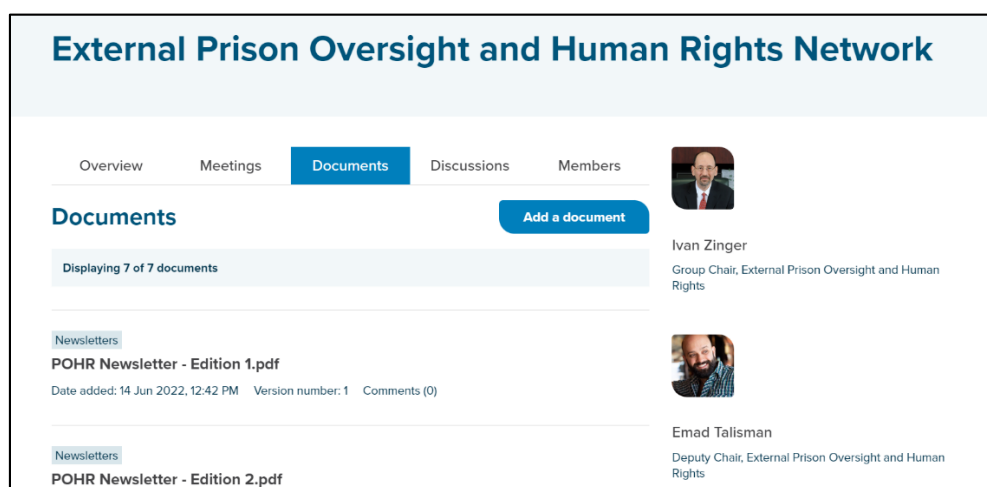 External Prison Oversight and Human Rights Network
Overview
Meetings
Documents
Discussions
Members
Documents
Add a document
Displaying 7 of 7 documents
Newsletters
POHR Newsletter - Edition 1.pdf
Date added: 14 Jun 2022, 12:42 PM Version number: 1 Comments (0)
Newsletters
POHR Newsletter - Edition 2.pdf
Ivan Zinger
Group Chair, External Prison Oversight and Human
Rights
Emad Talisman
Deputy Chair, External Prison Oversight and Human
Rights